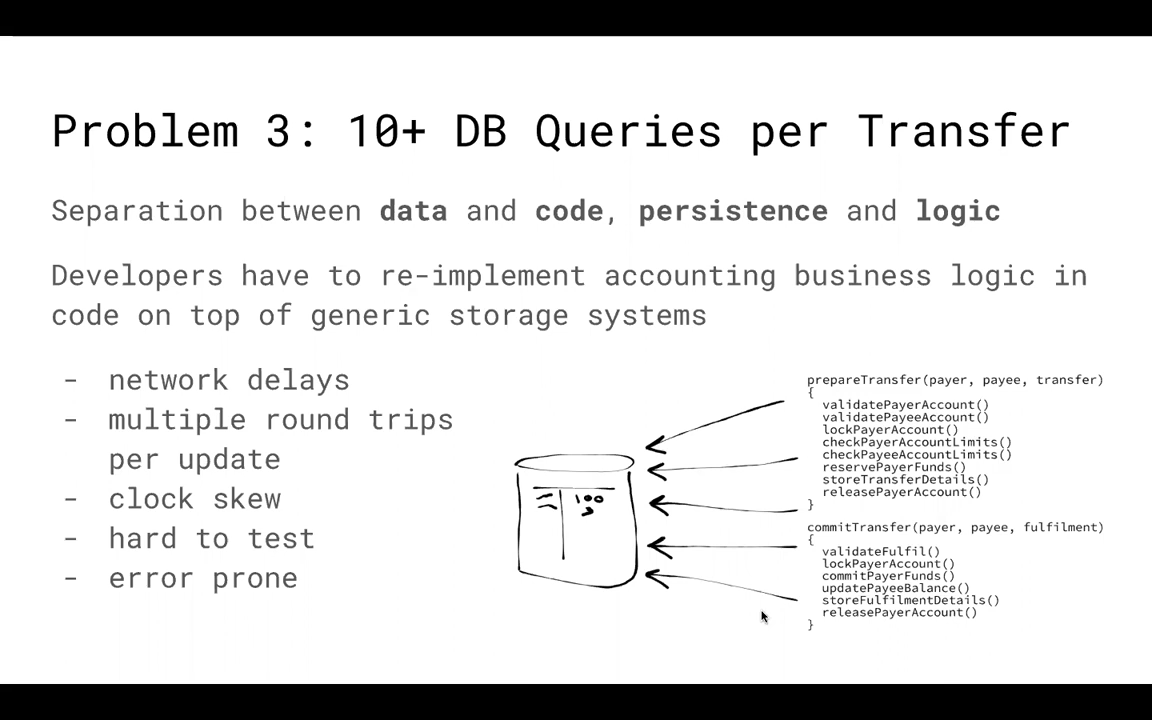 Problem 3: 10+ DB Queries per Transfer
Separation between data and code, persistence and logic
Developers have to re-implement accounting business logic in
code on top of generic storage systems
- network delays
- multiple round trips
per update
- clock skew
- hard to test
- error prone
100
prepareTransfer(payer, payee, transfer)
{
validatePayerAccount()
validatePayeeAccount()
lockPayerAccount()
checkPayerAccountLimits()
checkPayeeAccountLimits()
reservePayerFunds()
storeTransferDetails()
releasePayerAccount()
}
commitTransfer(payer, payee, fulfilment)
{
validateFulfil()
lockPayerAccount()
commitPayerFunds()
updatePayeeBalance()
storeFulfilmentDetails()
releasePayerAccount()
}